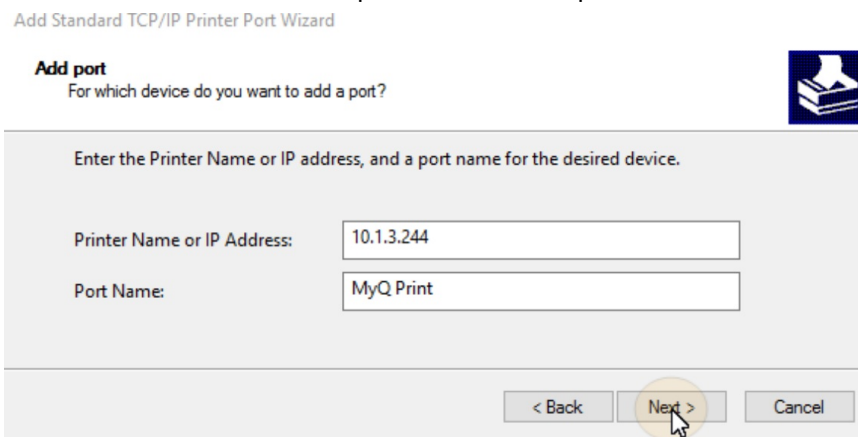 Add Standard TCP/IP Printer Port Wizard
Add port
For which device do you want to add a port?
Enter the Printer Name or IP address, and a port name for the desired device.
Printer Name or IP Address:
10.1.3.244
Port Name:
MyQ Print
< Back
Next >
Cancel